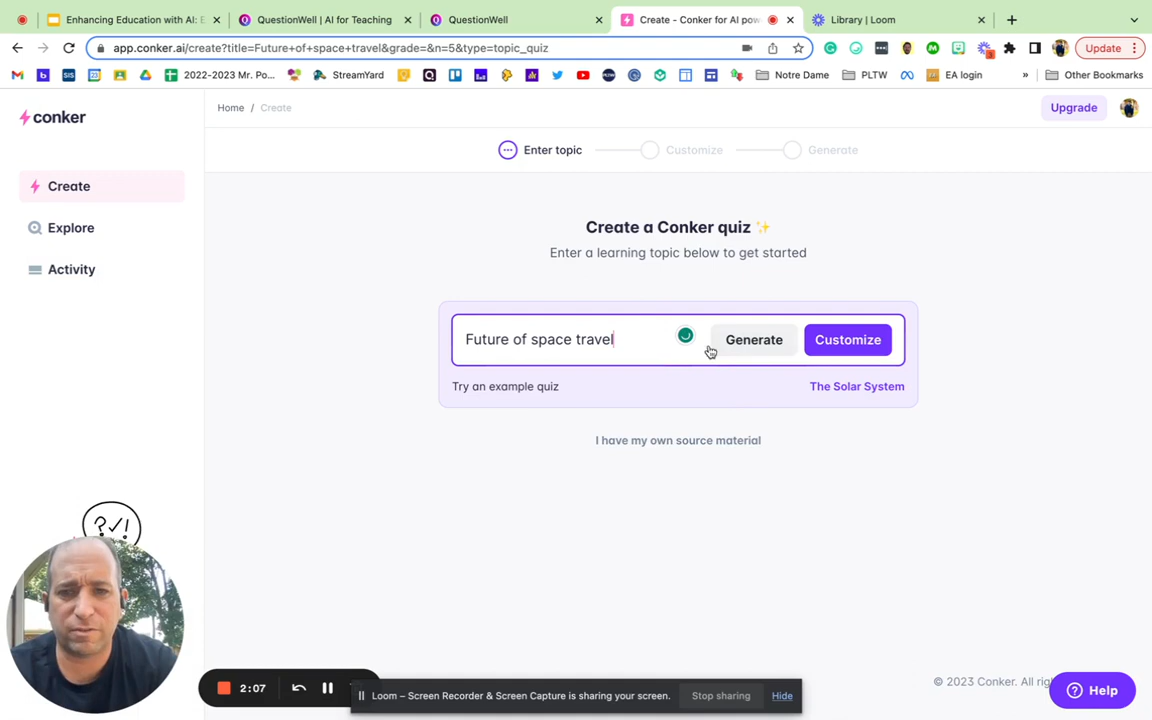 Enhancing Education with AI: E
QuestionWell | AI for Teaching
QuestionWell
Create - Conker for AI pow
Library | Loom
app.conker.ai/create?title=Future+of+space+travel&grade=&n=5&type=topic_quiz
Update
2022-2023 Mr. Po...
StreamYard
Notre Dame
PLTW
EA login
»
Other Bookmarks
conker
Home / Create
Upgrade
Enter topic
Customize
Generate
Create
Explore
Activity
Create a Conker quiz ✨
Enter a learning topic below to get started
Future of space travel
Generate
Customize
Try an example quiz
The Solar System
I have my own source material
?✓!
2:07
Loom – Screen Recorder & Screen Capture is sharing your screen.
Stop sharing
Hide
© 2023 Conker. All rig
Help